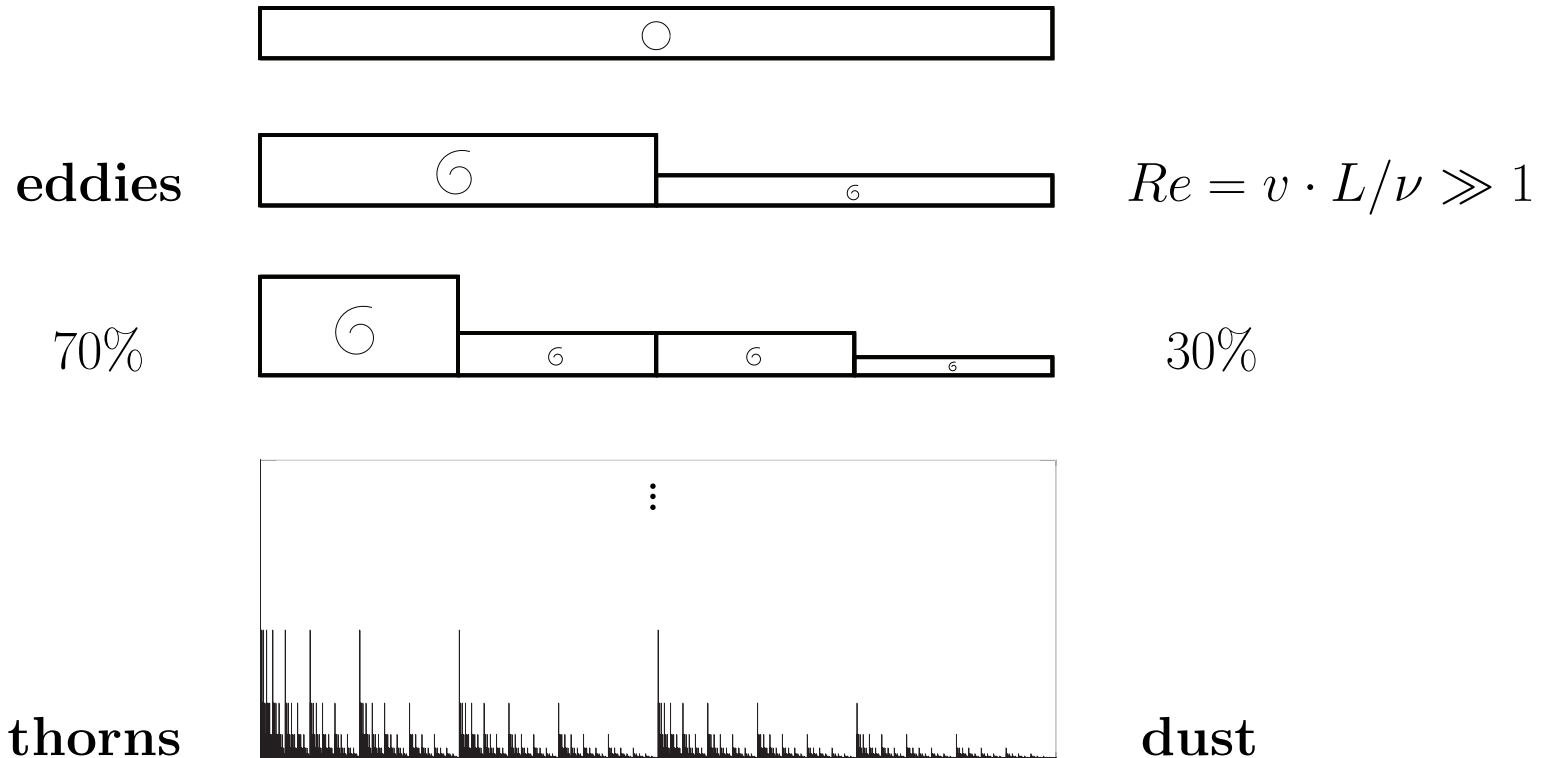 eddies
Re = v · L/ν ≫ 1
70%
30%
⋮
thorns
dust